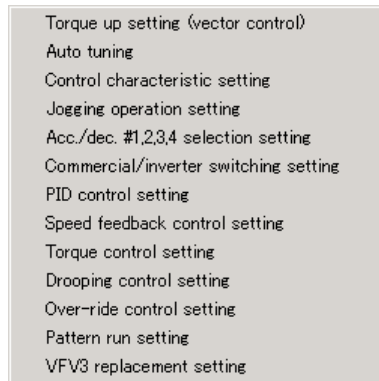 Torque up setting (vector control)
Auto tuning
Control characteristic setting
Jogging operation setting
Acc./dec. #1,2,3,4 selection setting
Commercial/inverter switching setting
PID control setting
Speed feedback control setting
Torque control setting
Drooping control setting
Over-ride control setting
Pattern run setting
VFV3 replacement setting